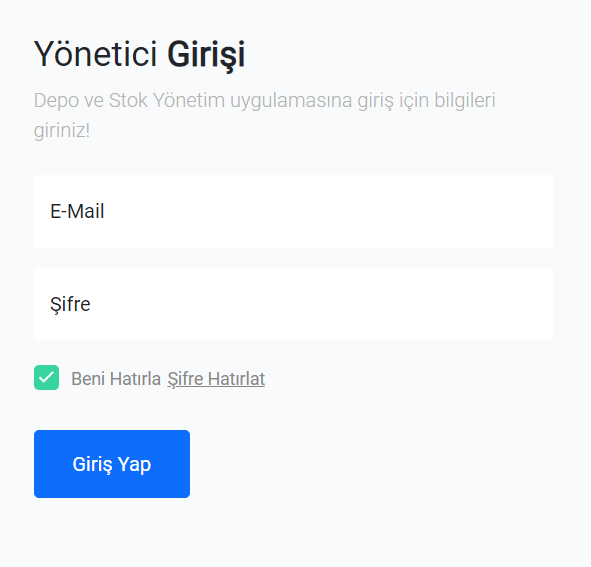 Yönetici Girişi
Depo ve Stok Yönetim uygulamasına giriş için bilgileri
giriniz!
E-Mail
Şifre
Beni Hatırla Şifre Hatırlat
Giriş Yap